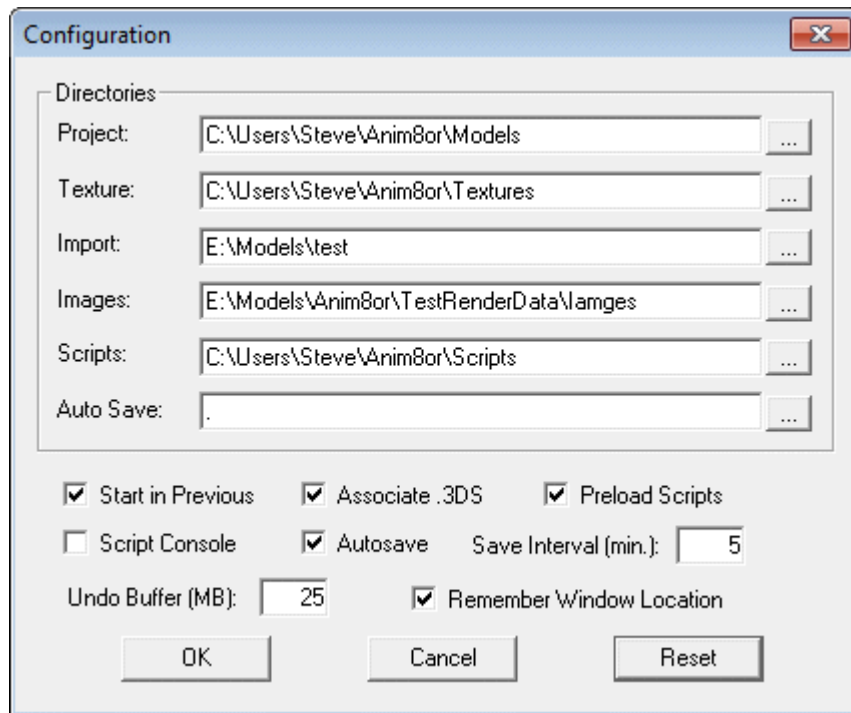 Configuration
Directories
Project: C:\Users\Steve\Anim8or\Models ...
Texture: C:\Users\Steve\Anim8or\Textures ...
Import: E:\Models\test ...
Images: E:\Models\Anim8or\TestRenderData\Iamges ...
Scripts: C:\Users\Steve\Anim8or\Scripts ...
Auto Save: . ...
Start in Previous Associate .3DS Preload Scripts
Script Console Autosave Save Interval (min.): 5
Undo Buffer (MB): 25 Remember Window Location
OK Cancel Reset